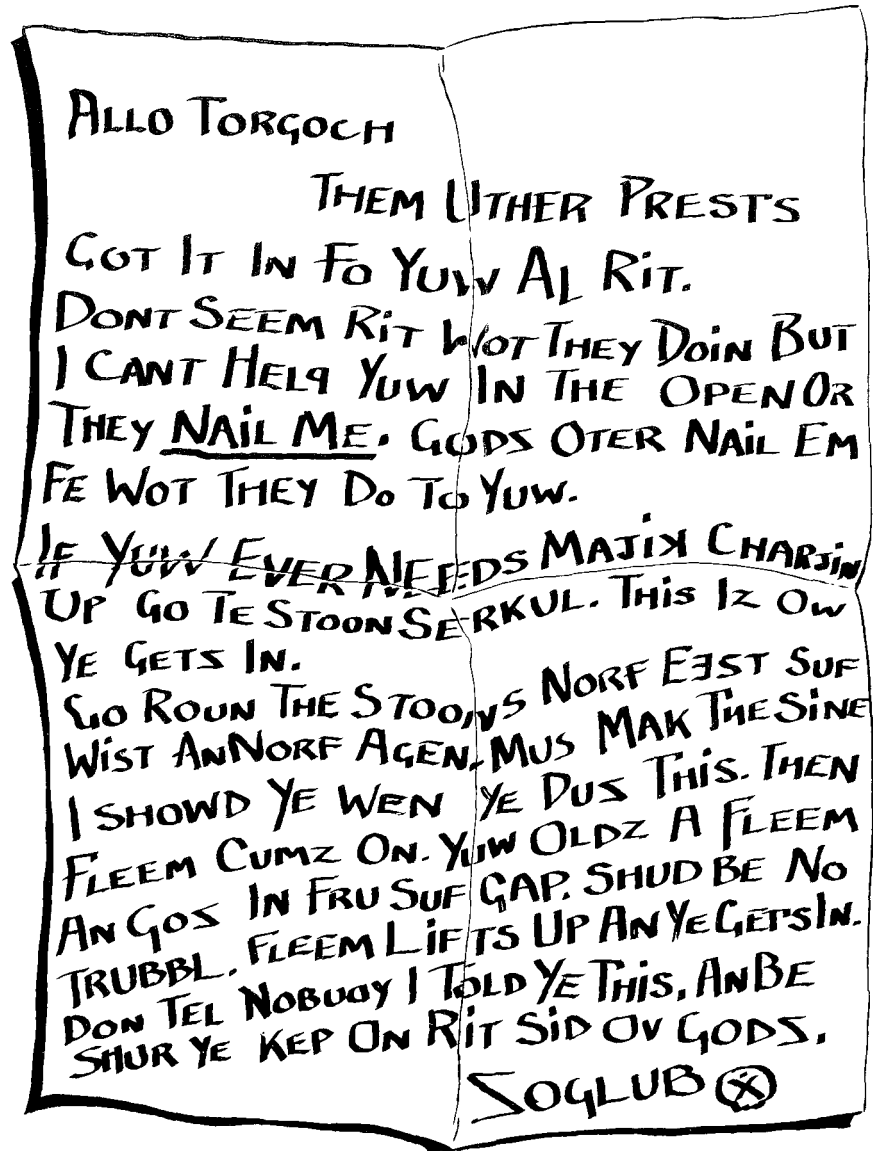 ALLO TORGOCH
THEM UTHER PRESTS
GOT IT IN FO YUW AL RIT.
DONT SEEM RIT WOT THEY DOIN BUT
I CANT HELP YUW IN THE OPEN OR
THEY NAIL ME. GODS OTER NAIL EM
FE WOT THEY DO TO YUW.
IF YUW EVER NEEDS MAJIK CHARJIN
UP GO TE STOON SERKUL. THIS IZ OW
YE GETS IN.
GO ROUN THE STOONS NORF EEST SUF
WIST AN NORF AGEN. MUS MAK THE SINE
I SHOWD YE WEN YE DUS THIS. THEN
FLEEM CUMZ ON. YUW OLDZ A FLEEM
AN GOS IN FRU SUF GAP. SHUD BE NO
TRUBBL. FLEEM LIFTS UP AN YE GETS IN.
DON TEL NOBUDY I TOLD YE THIS, AN BE
SHUR YE KEP ON RIT SID OV GODS.
SOGLUB